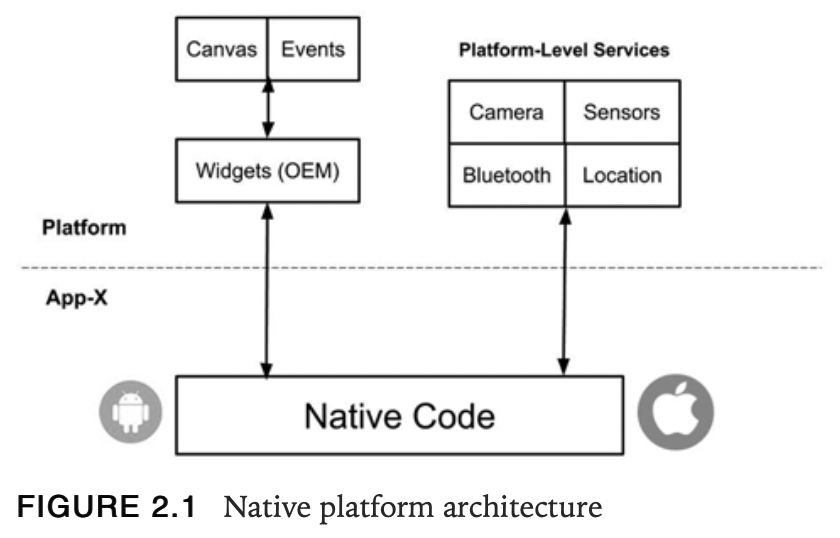 Canvas Events
Platform-Level Services
Camera Sensors
Widgets (OEM)
Bluetooth Location
Platform
App-X
Native Code
FIGURE 2.1 Native platform architecture